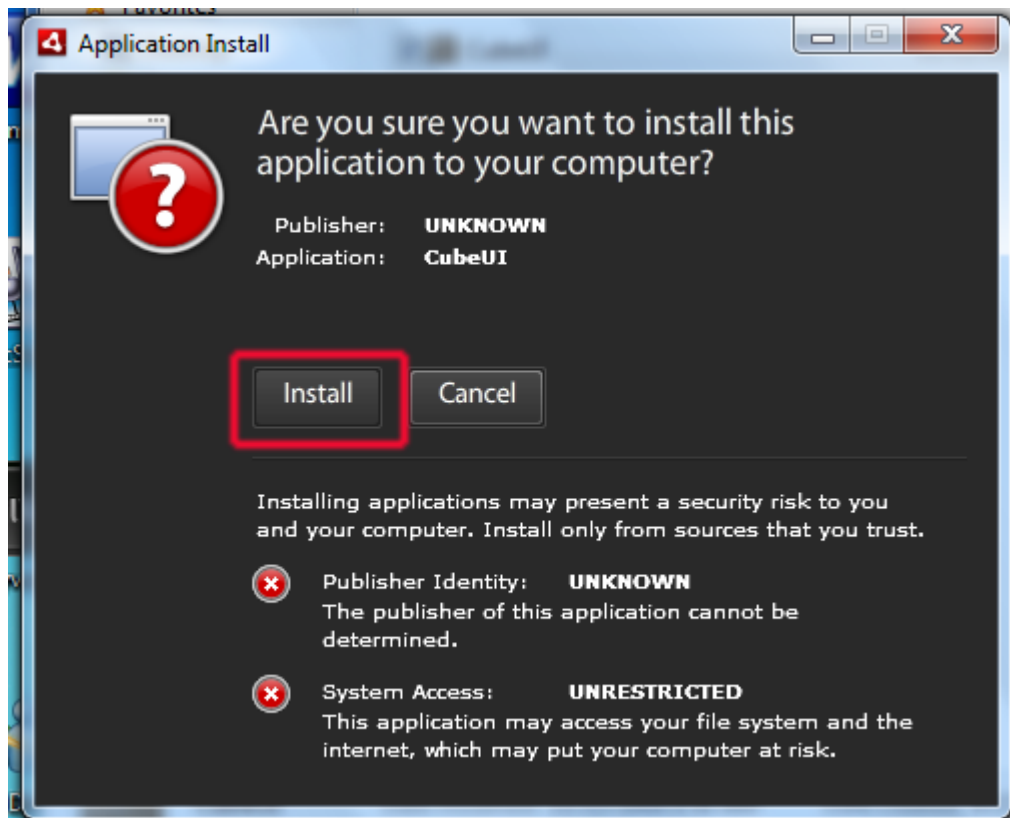 Favorites
Application Install
Are you sure you want to install this
application to your computer?
Publisher: UNKNOWN
Application: CubeUI
Install Cancel
Installing applications may present a security risk to you
and your computer. Install only from sources that you trust.
Publisher Identity: UNKNOWN
The publisher of this application cannot be
determined.
System Access: UNRESTRICTED
This application may access your file system and the
internet, which may put your computer at risk.